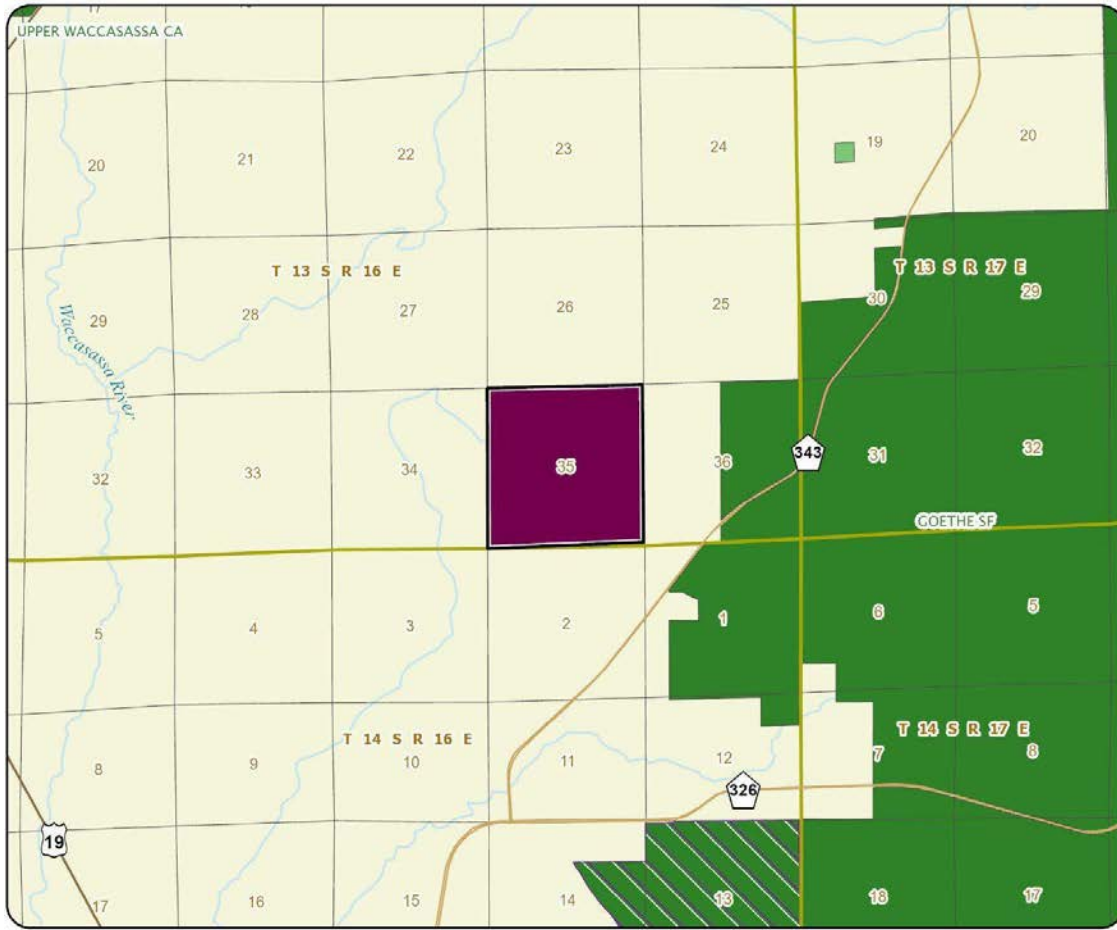 17
UPPER WACCASASSA CA
20 21 22 23 24 19 20
T 13 S R 16 E
T 13 S R 17 E
29 28 27 26 25 30 29
Waccasassa River
343
32 33 34 35 36 31 32
GOETHE SF
5 4 3 2 1 6 5
T 14 S R 16 E
T 14 S R 17 E
8 9 10 11 12 7 8
326
19
17 16 15 14 13 18 17